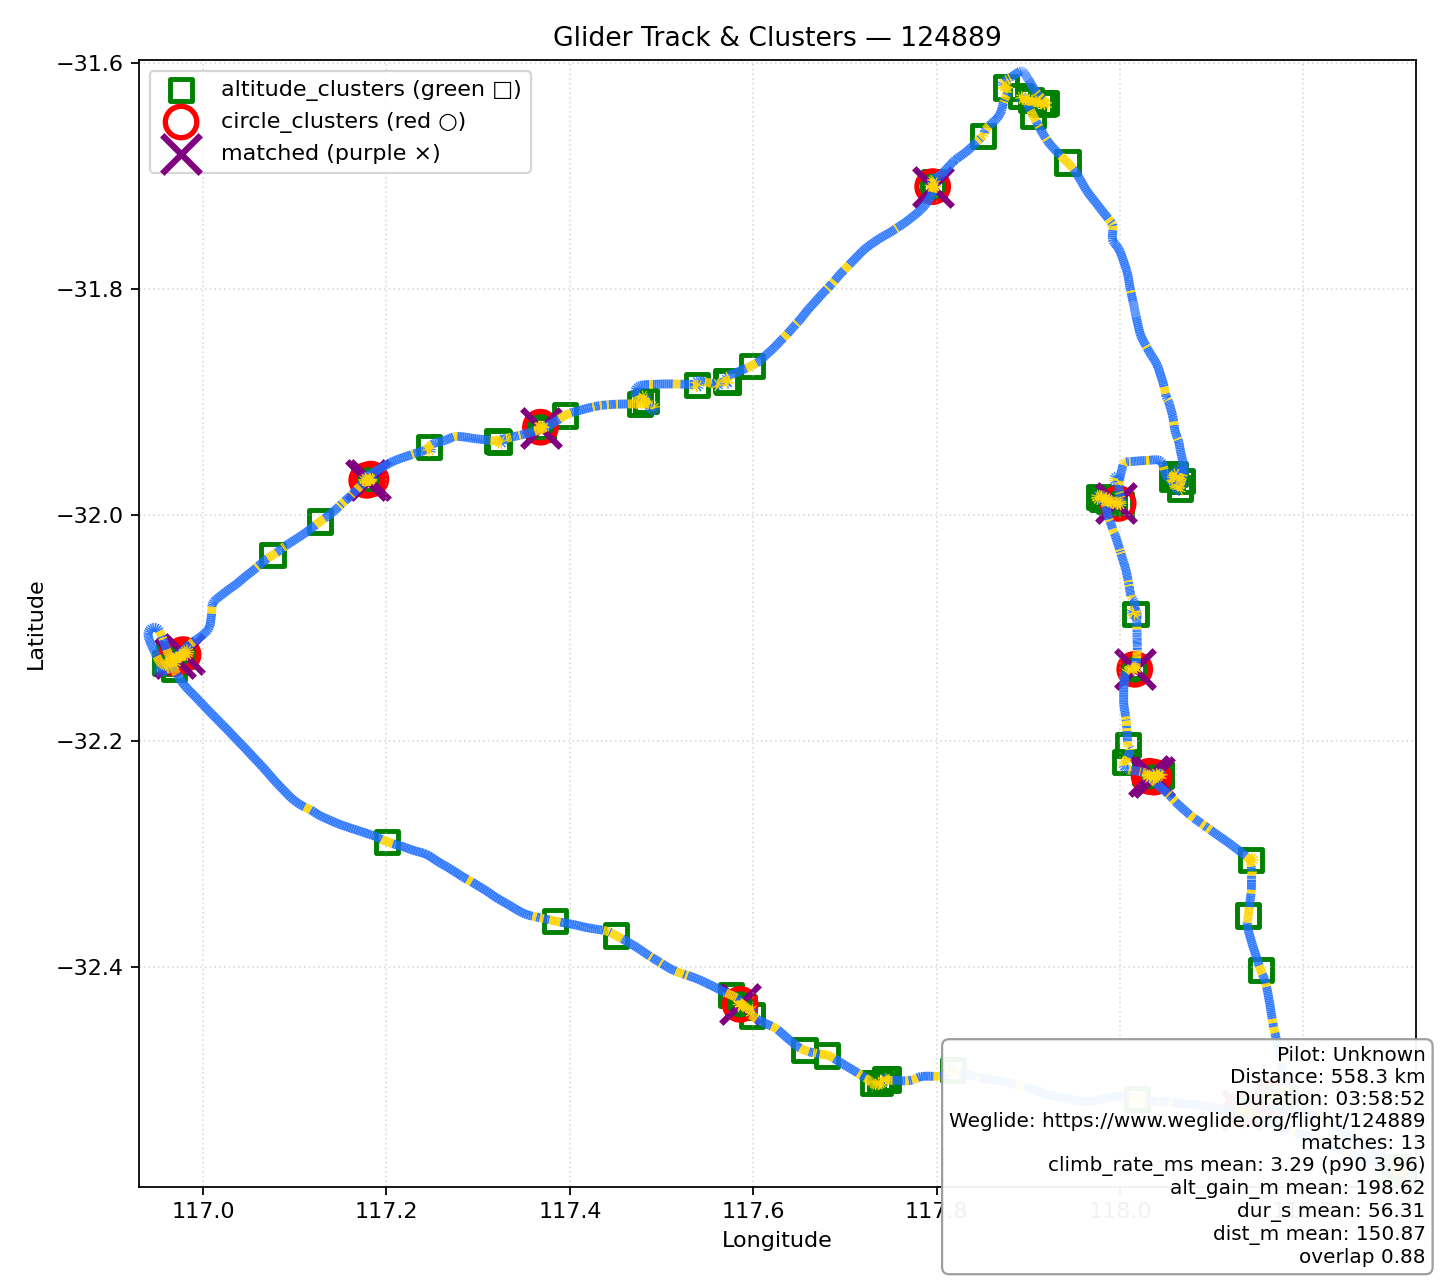 Glider Track & Clusters — 124889
altitude_clusters (green □)
circle_clusters (red ○)
matched (purple ×)
Latitude
−31.6
−31.8
−32.0
−32.2
−32.4
117.0
117.2
117.4
117.6
117.8
118.0
Longitude
Pilot: Unknown
Distance: 558.3 km
Duration: 03:58:52
Weglide: https://www.weglide.org/flight/124889
matches: 13
climb_rate_ms mean: 3.29 (p90 3.96)
alt_gain_m mean: 198.62
dur_s mean: 56.31
dist_m mean: 150.87
overlap 0.88